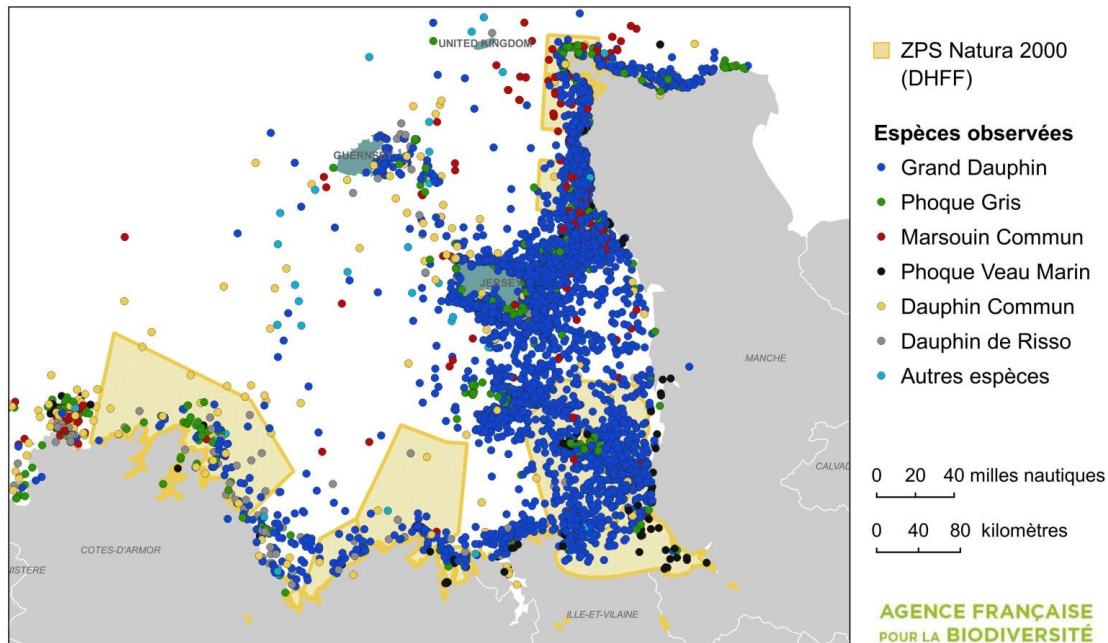 UNITED KINGDOM
GUERNSEY
JERSEY
MANCHE
COTES-D'ARMOR
ILLE-ET-VILAINE
ZPS Natura 2000
(DHFF)
Espèces observées
Grand Dauphin
Phoque Gris
Marsouin Commun
Phoque Veau Marin
Dauphin Commun
Dauphin de Risso
Autres espèces
0 20 40 milles nautiques
0 40 80 kilomètres
CALVAD
NISTERE
AGENCE FRANÇAISE
POUR LA BIODIVERSITÉ